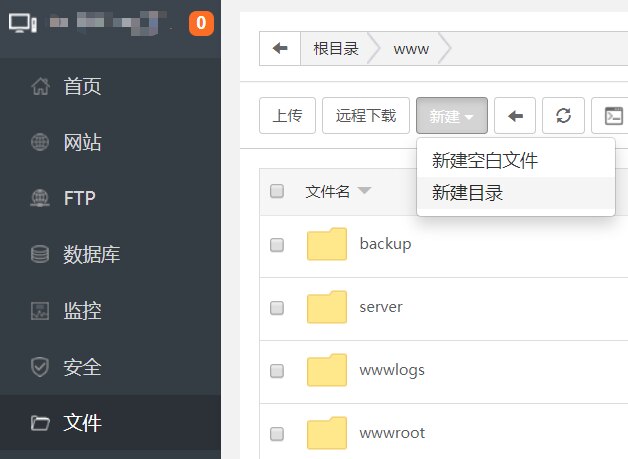 0
首页
网站
FTP
数据库
监控
安全
文件
根目录 www
上传 远程下载 新建
新建空白文件
新建目录
文件名
backup
server
wwwlogs
wwwroot